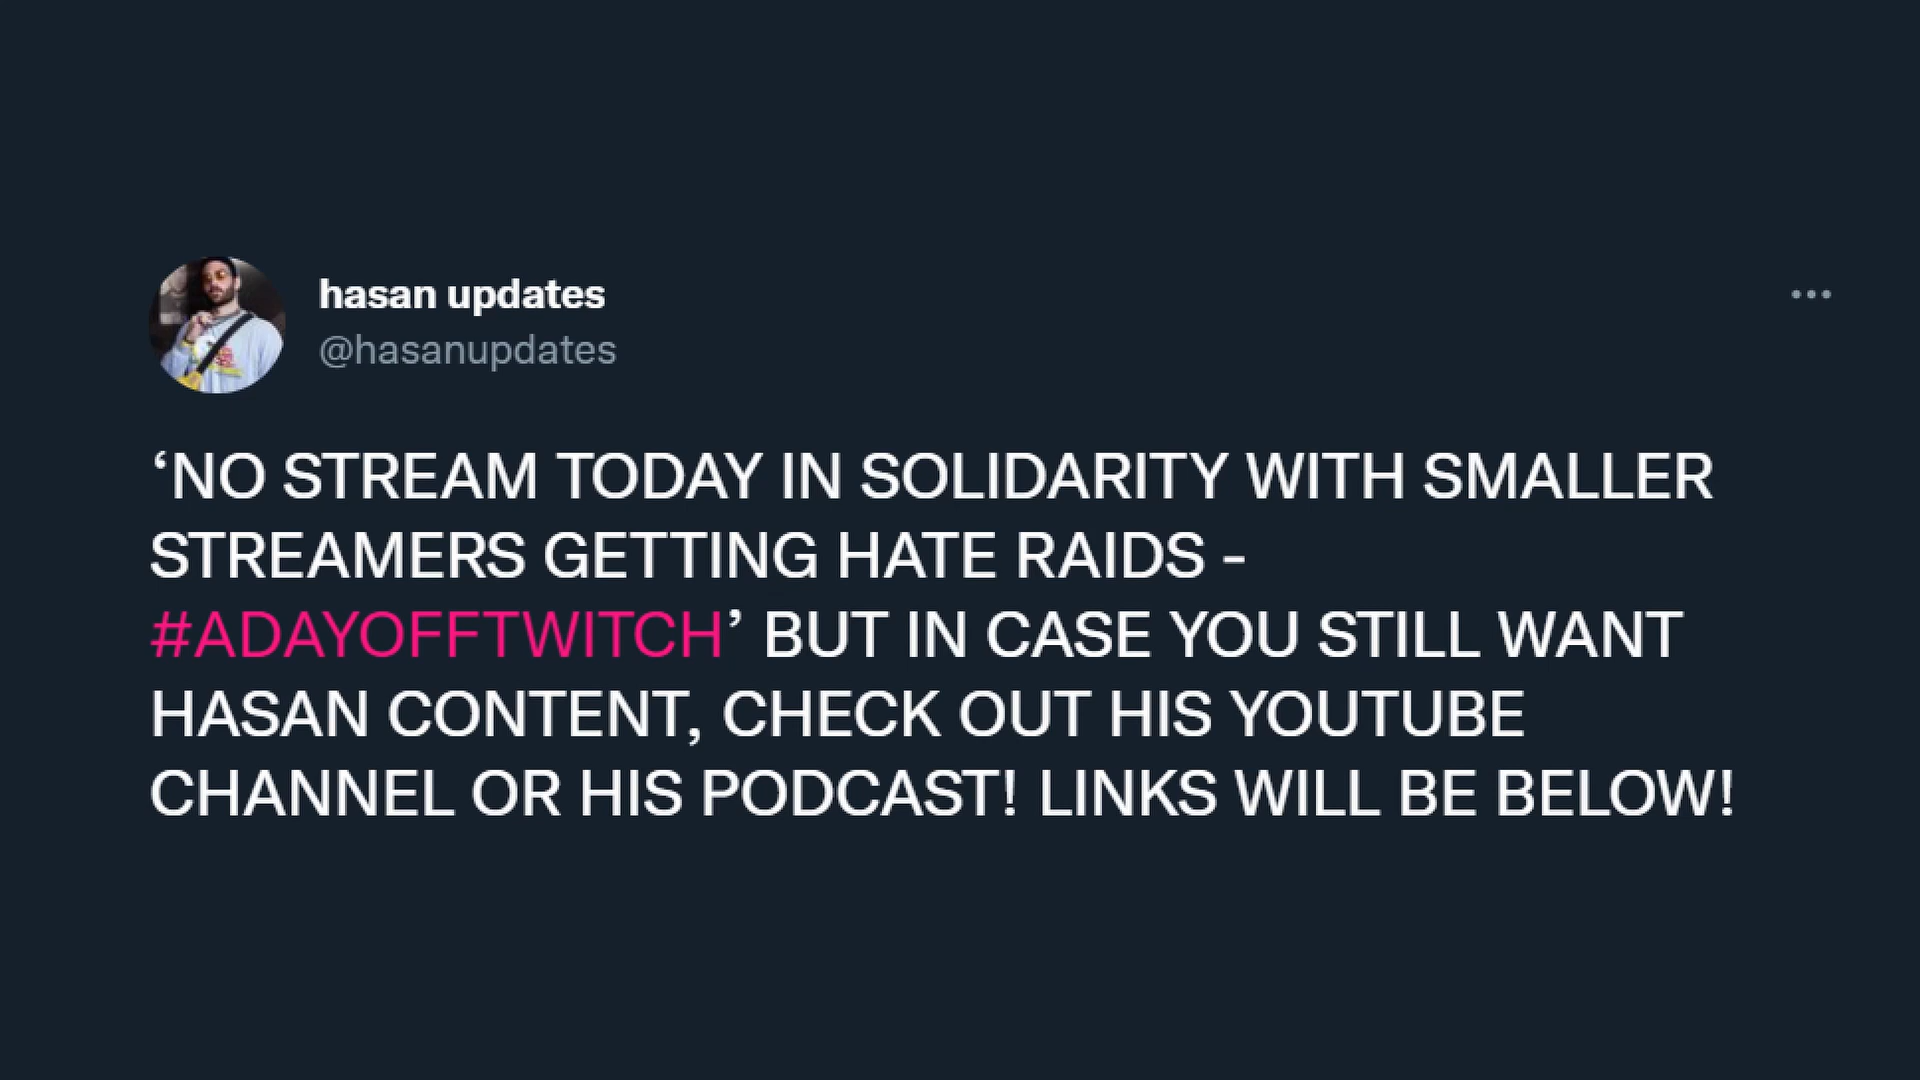 hasan updates
@hasanupdates
‘NO STREAM TODAY IN SOLIDARITY WITH SMALLER
STREAMERS GETTING HATE RAIDS -
#ADAYOFFTWITCH’ BUT IN CASE YOU STILL WANT
HASAN CONTENT, CHECK OUT HIS YOUTUBE
CHANNEL OR HIS PODCAST! LINKS WILL BE BELOW!